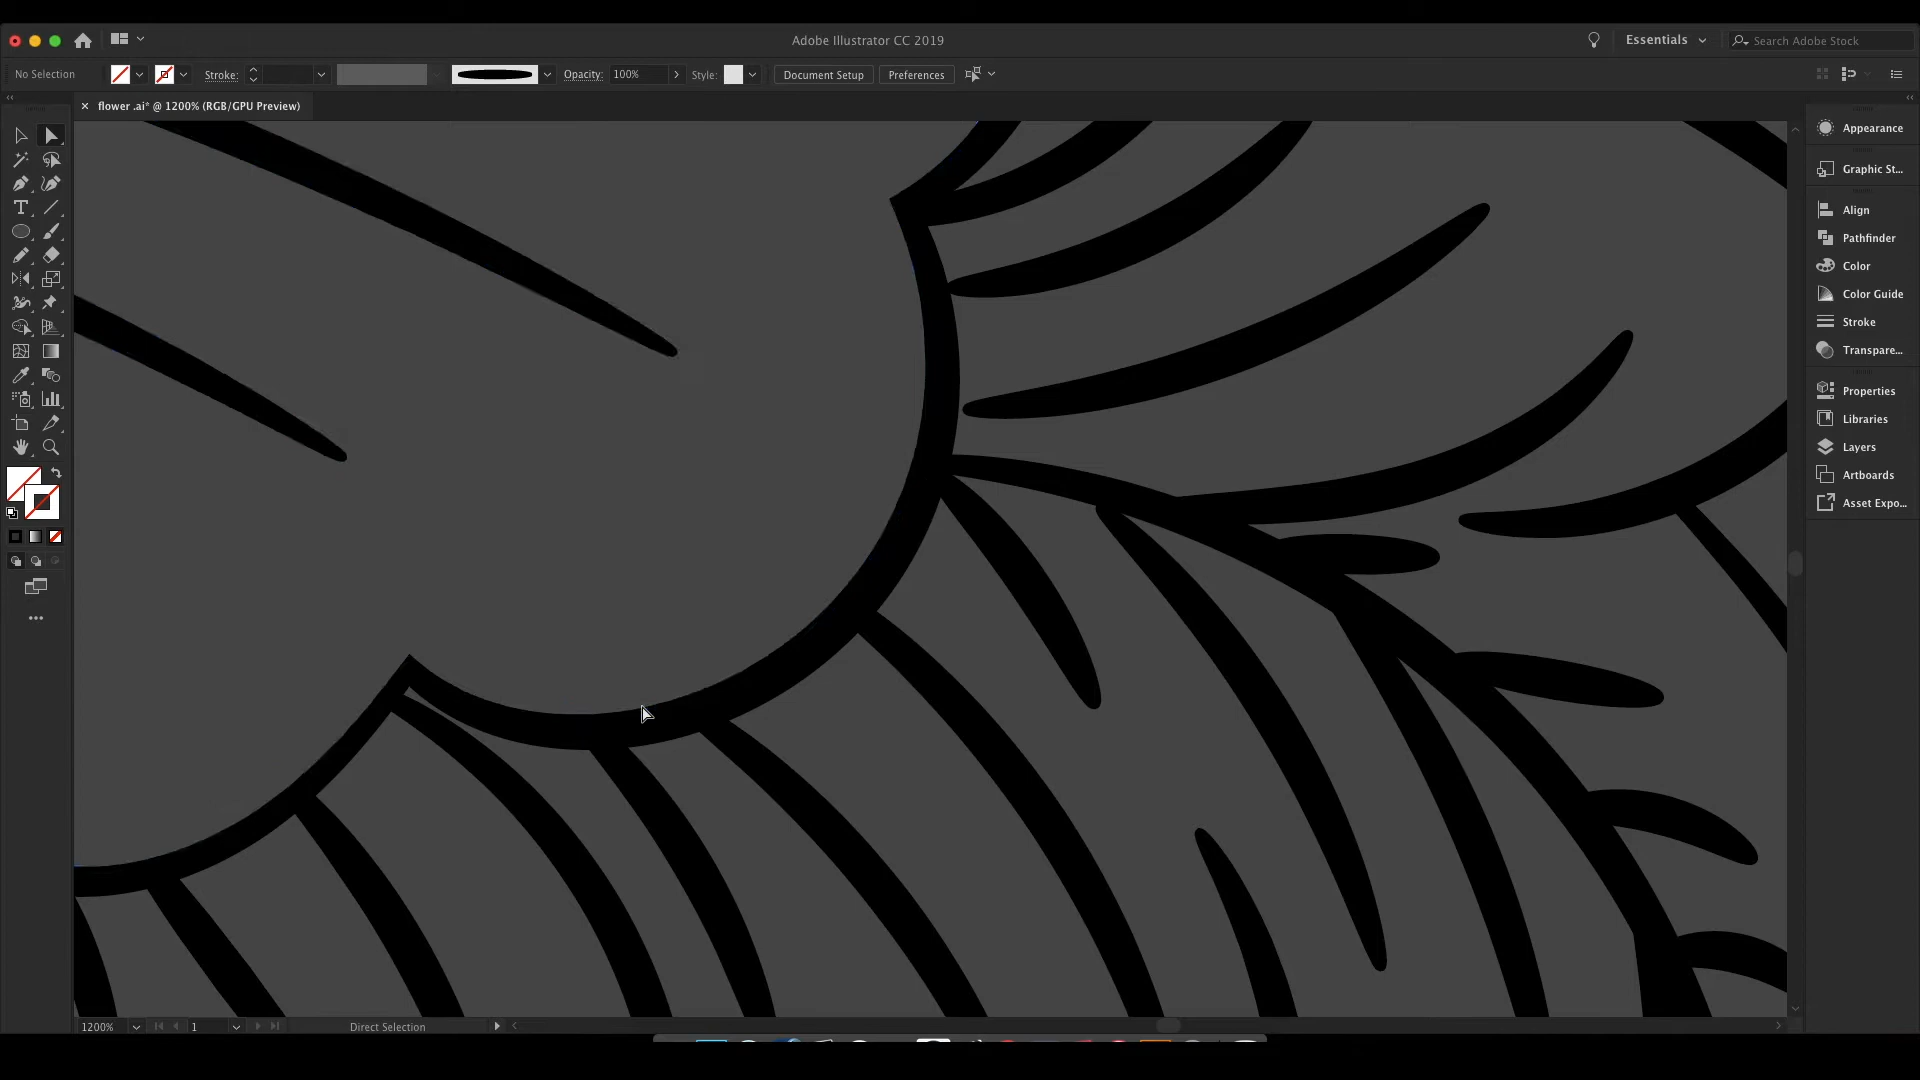 Adobe Illustrator CC 2019
Essentials
Search Adobe Stock
No Selection
Stroke:
Opacity:
100%
Style:
Document Setup
Preferences
× flower .ai* @ 1200% (RGB/GPU Preview)
Appearance
Graphic St...
Align
Pathfinder
Color
Color Guide
Stroke
Transpare...
Properties
Libraries
Layers
Artboards
Asset Expo...
1200%
1
Direct Selection